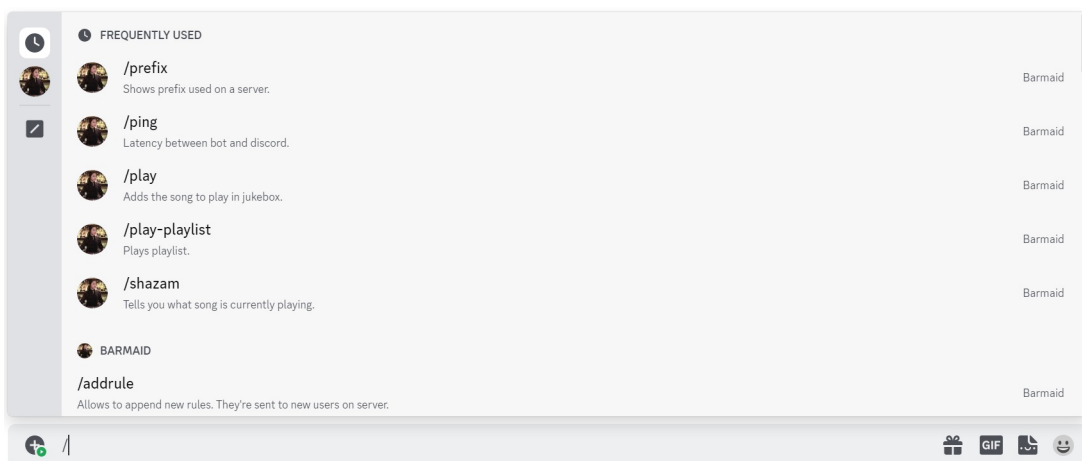 FREQUENTLY USED
/prefix
Shows prefix used on a server.
Barmaid
/ping
Latency between bot and discord.
Barmaid
/play
Adds the song to play in jukebox.
Barmaid
/play-playlist
Plays playlist.
Barmaid
/shazam
Tells you what song is currently playing.
Barmaid
BARMAID
/addrule
Allows to append new rules. They're sent to new users on server.
Barmaid
/
GIF